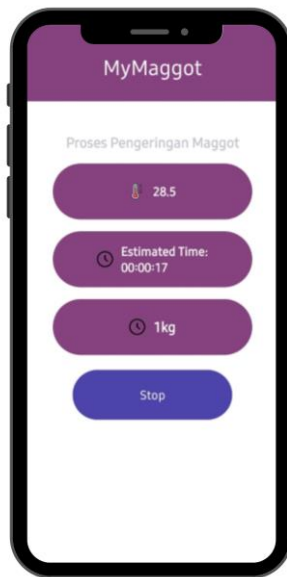 MyMaggot
Proses Pengeringan Maggot
28.5
Estimated Time:
00:00:17
1kg
Stop